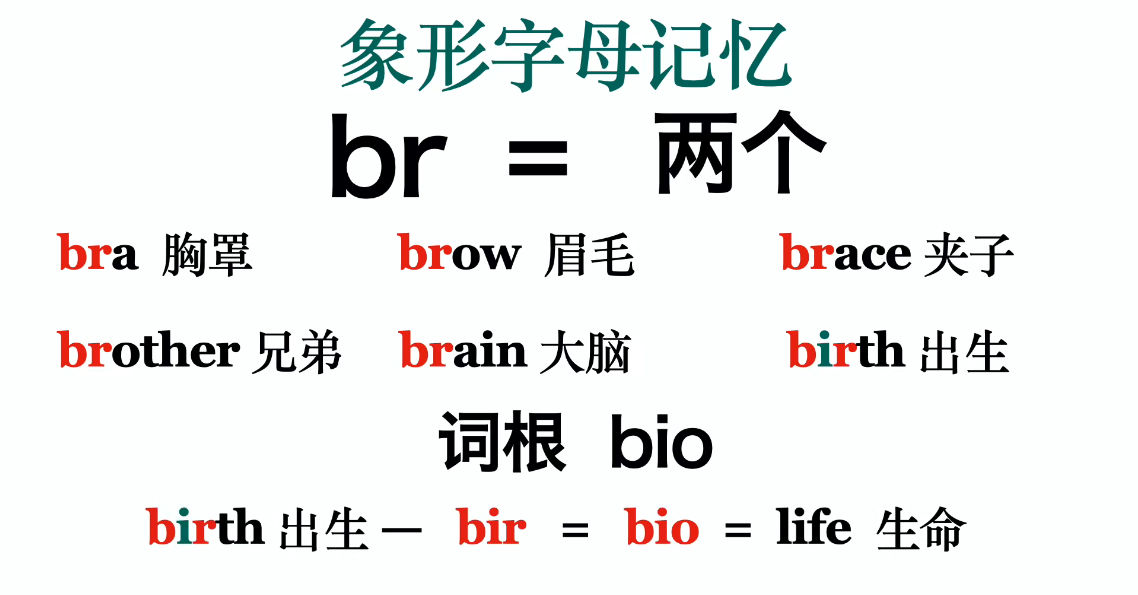 象形字母记忆
br = 两个
bra 胸罩 brow 眉毛 brace 夹子
brother 兄弟 brain 大脑 birth 出生
词根 bio
birth 出生 — bir = bio = life 生命